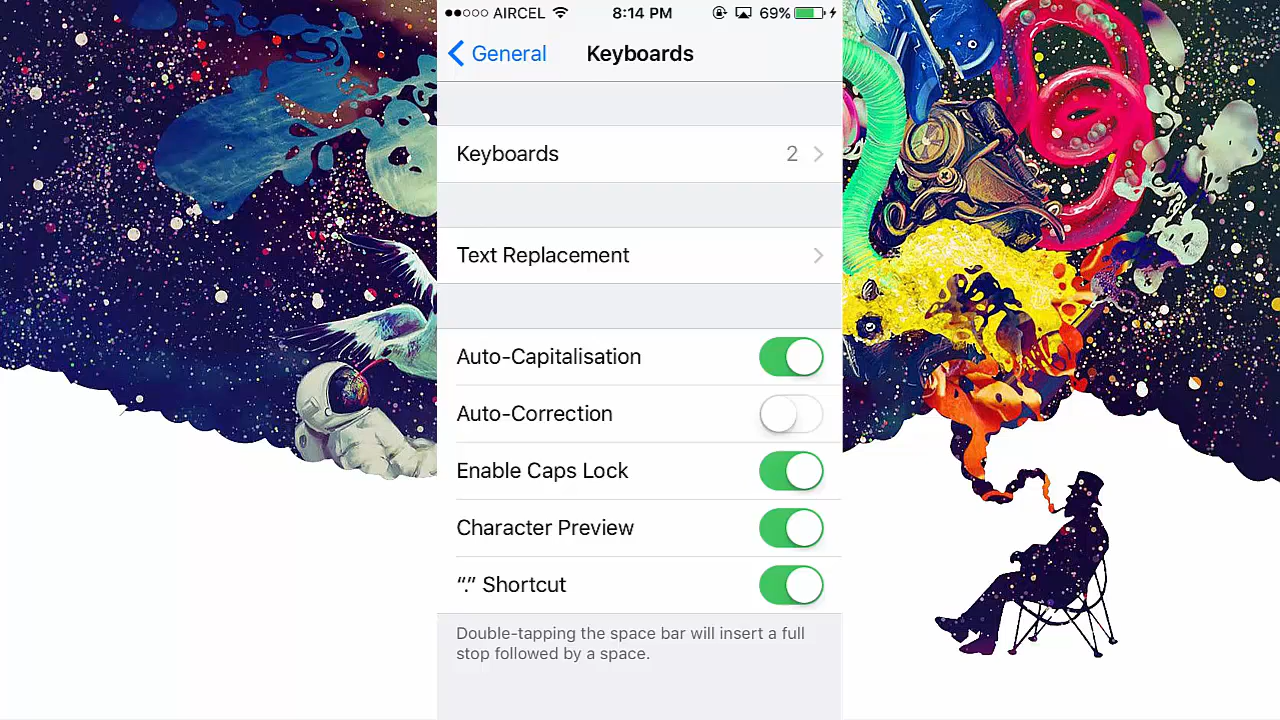 AIRCEL 8:14 PM 69%
General Keyboards
Keyboards 2
Text Replacement
Auto-Capitalisation
Auto-Correction
Enable Caps Lock
Character Preview
“.” Shortcut
Double-tapping the space bar will insert a full
stop followed by a space.